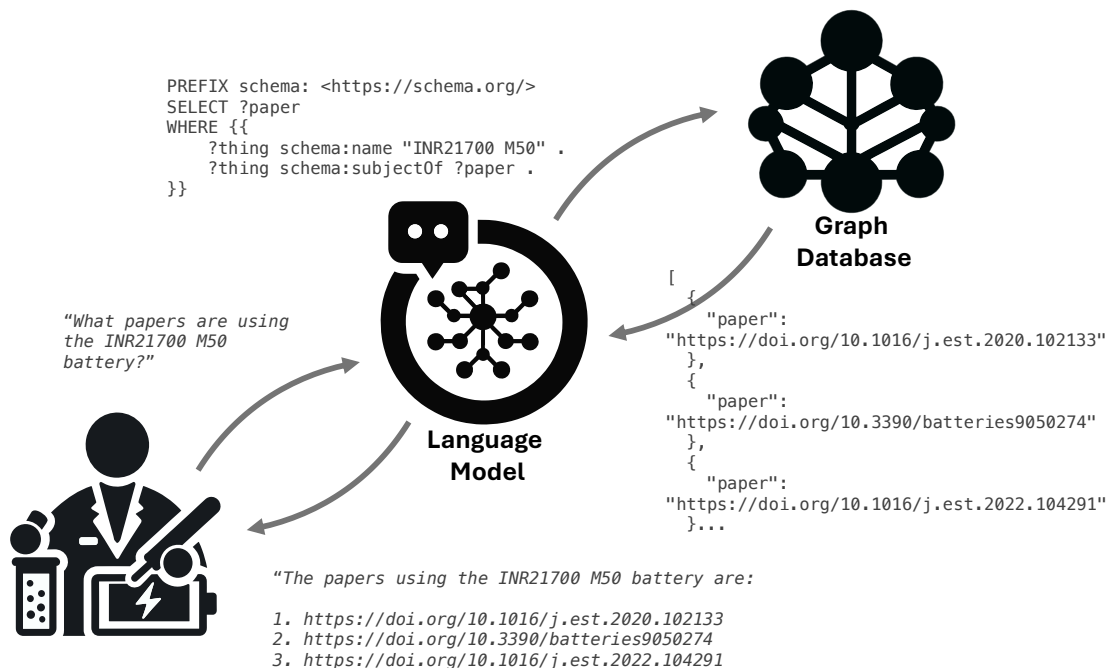 PREFIX schema: <https://schema.org/>
SELECT ?paper
WHERE {{
    ?thing schema:name "INR21700 M50" .
    ?thing schema:subjectOf ?paper .
}}
Graph
Database
“What papers are using
the INR21700 M50
battery?”
Language
Model
[
  {
    "paper":
"https://doi.org/10.1016/j.est.2020.102133"
  },
  {
    "paper":
"https://doi.org/10.3390/batteries9050274"
  },
  {
    "paper":
"https://doi.org/10.1016/j.est.2022.104291"
  }...
“The papers using the INR21700 M50 battery are:
1. https://doi.org/10.1016/j.est.2020.102133
2. https://doi.org/10.3390/batteries9050274
3. https://doi.org/10.1016/j.est.2022.104291